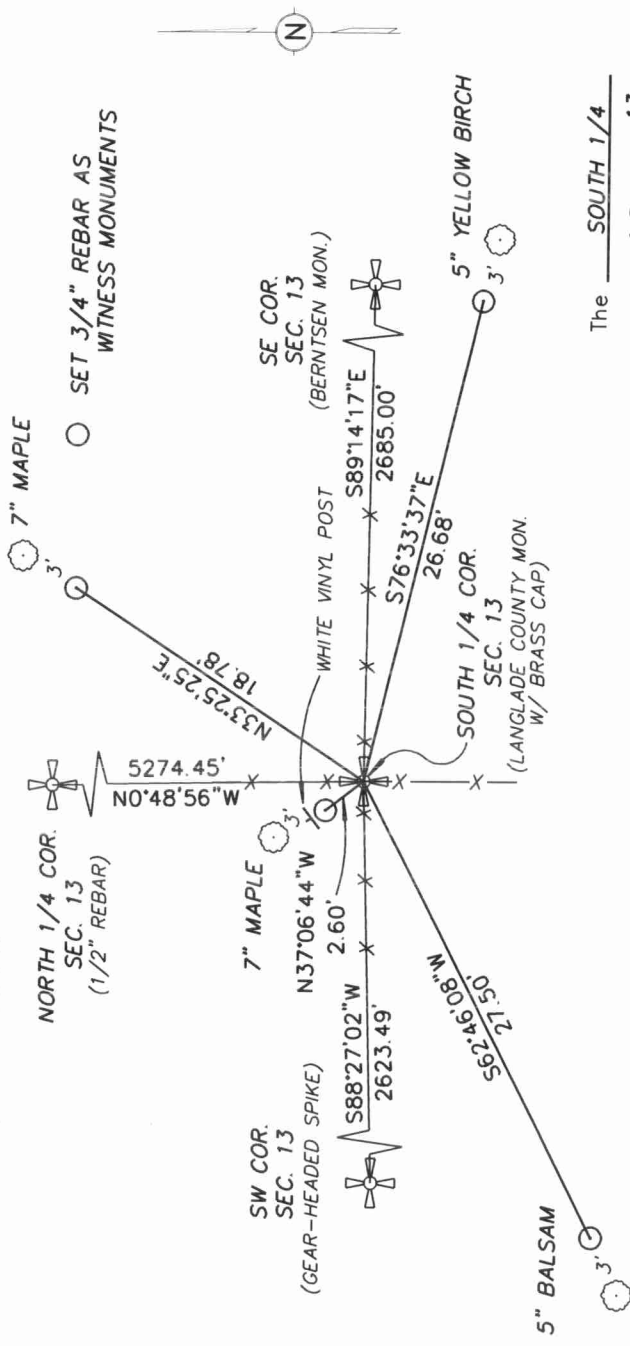 N
7" MAPLE
3'
SET 3/4" REBAR AS
WITNESS MONUMENTS
NORTH 1/4 COR.
SEC. 13
(1/2" REBAR)
5274.45'
N0°48'56"W
N33°25'25"E
18.78'
WHITE VINYL POST
7" MAPLE
3'
N37°06'44"W
2.60'
SW COR.
SEC. 13
(GEAR-HEADED SPIKE)
S88°27'02"W
2623.49'
SE COR.
SEC. 13
(BERNTSEN MON.)
S89°14'17"E
2685.00'
S76°33'37"E
26.68'
3'
5" YELLOW BIRCH
SOUTH 1/4 COR.
SEC. 13
(LANGLADE COUNTY MON.
W/ BRASS CAP)
S62°46'08"W
27.50'
5" BALSAM
3'
The SOUTH 1/4